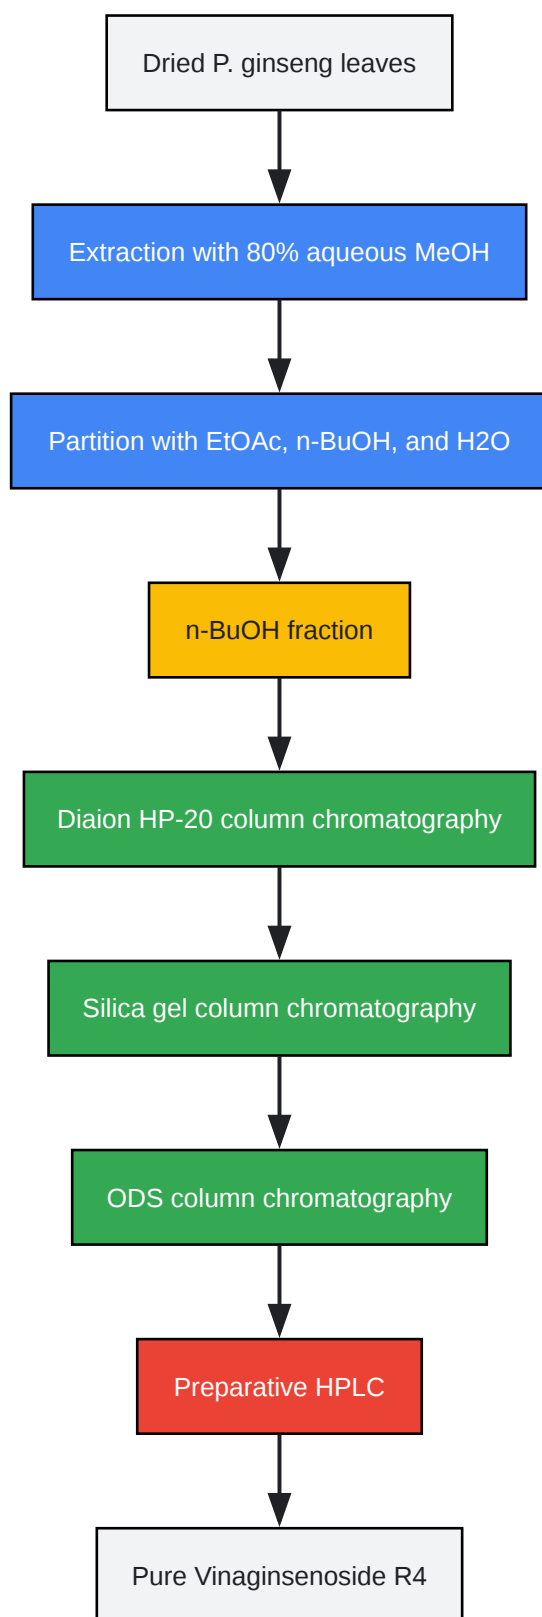 Dried P. ginseng leaves
Extraction with 80% aqueous MeOH
Partition with EtOAc, n-BuOH, and H2O
n-BuOH fraction
Diaion HP-20 column chromatography
Silica gel column chromatography
ODS column chromatography
Preparative HPLC
Pure Vinaginsenoside R4